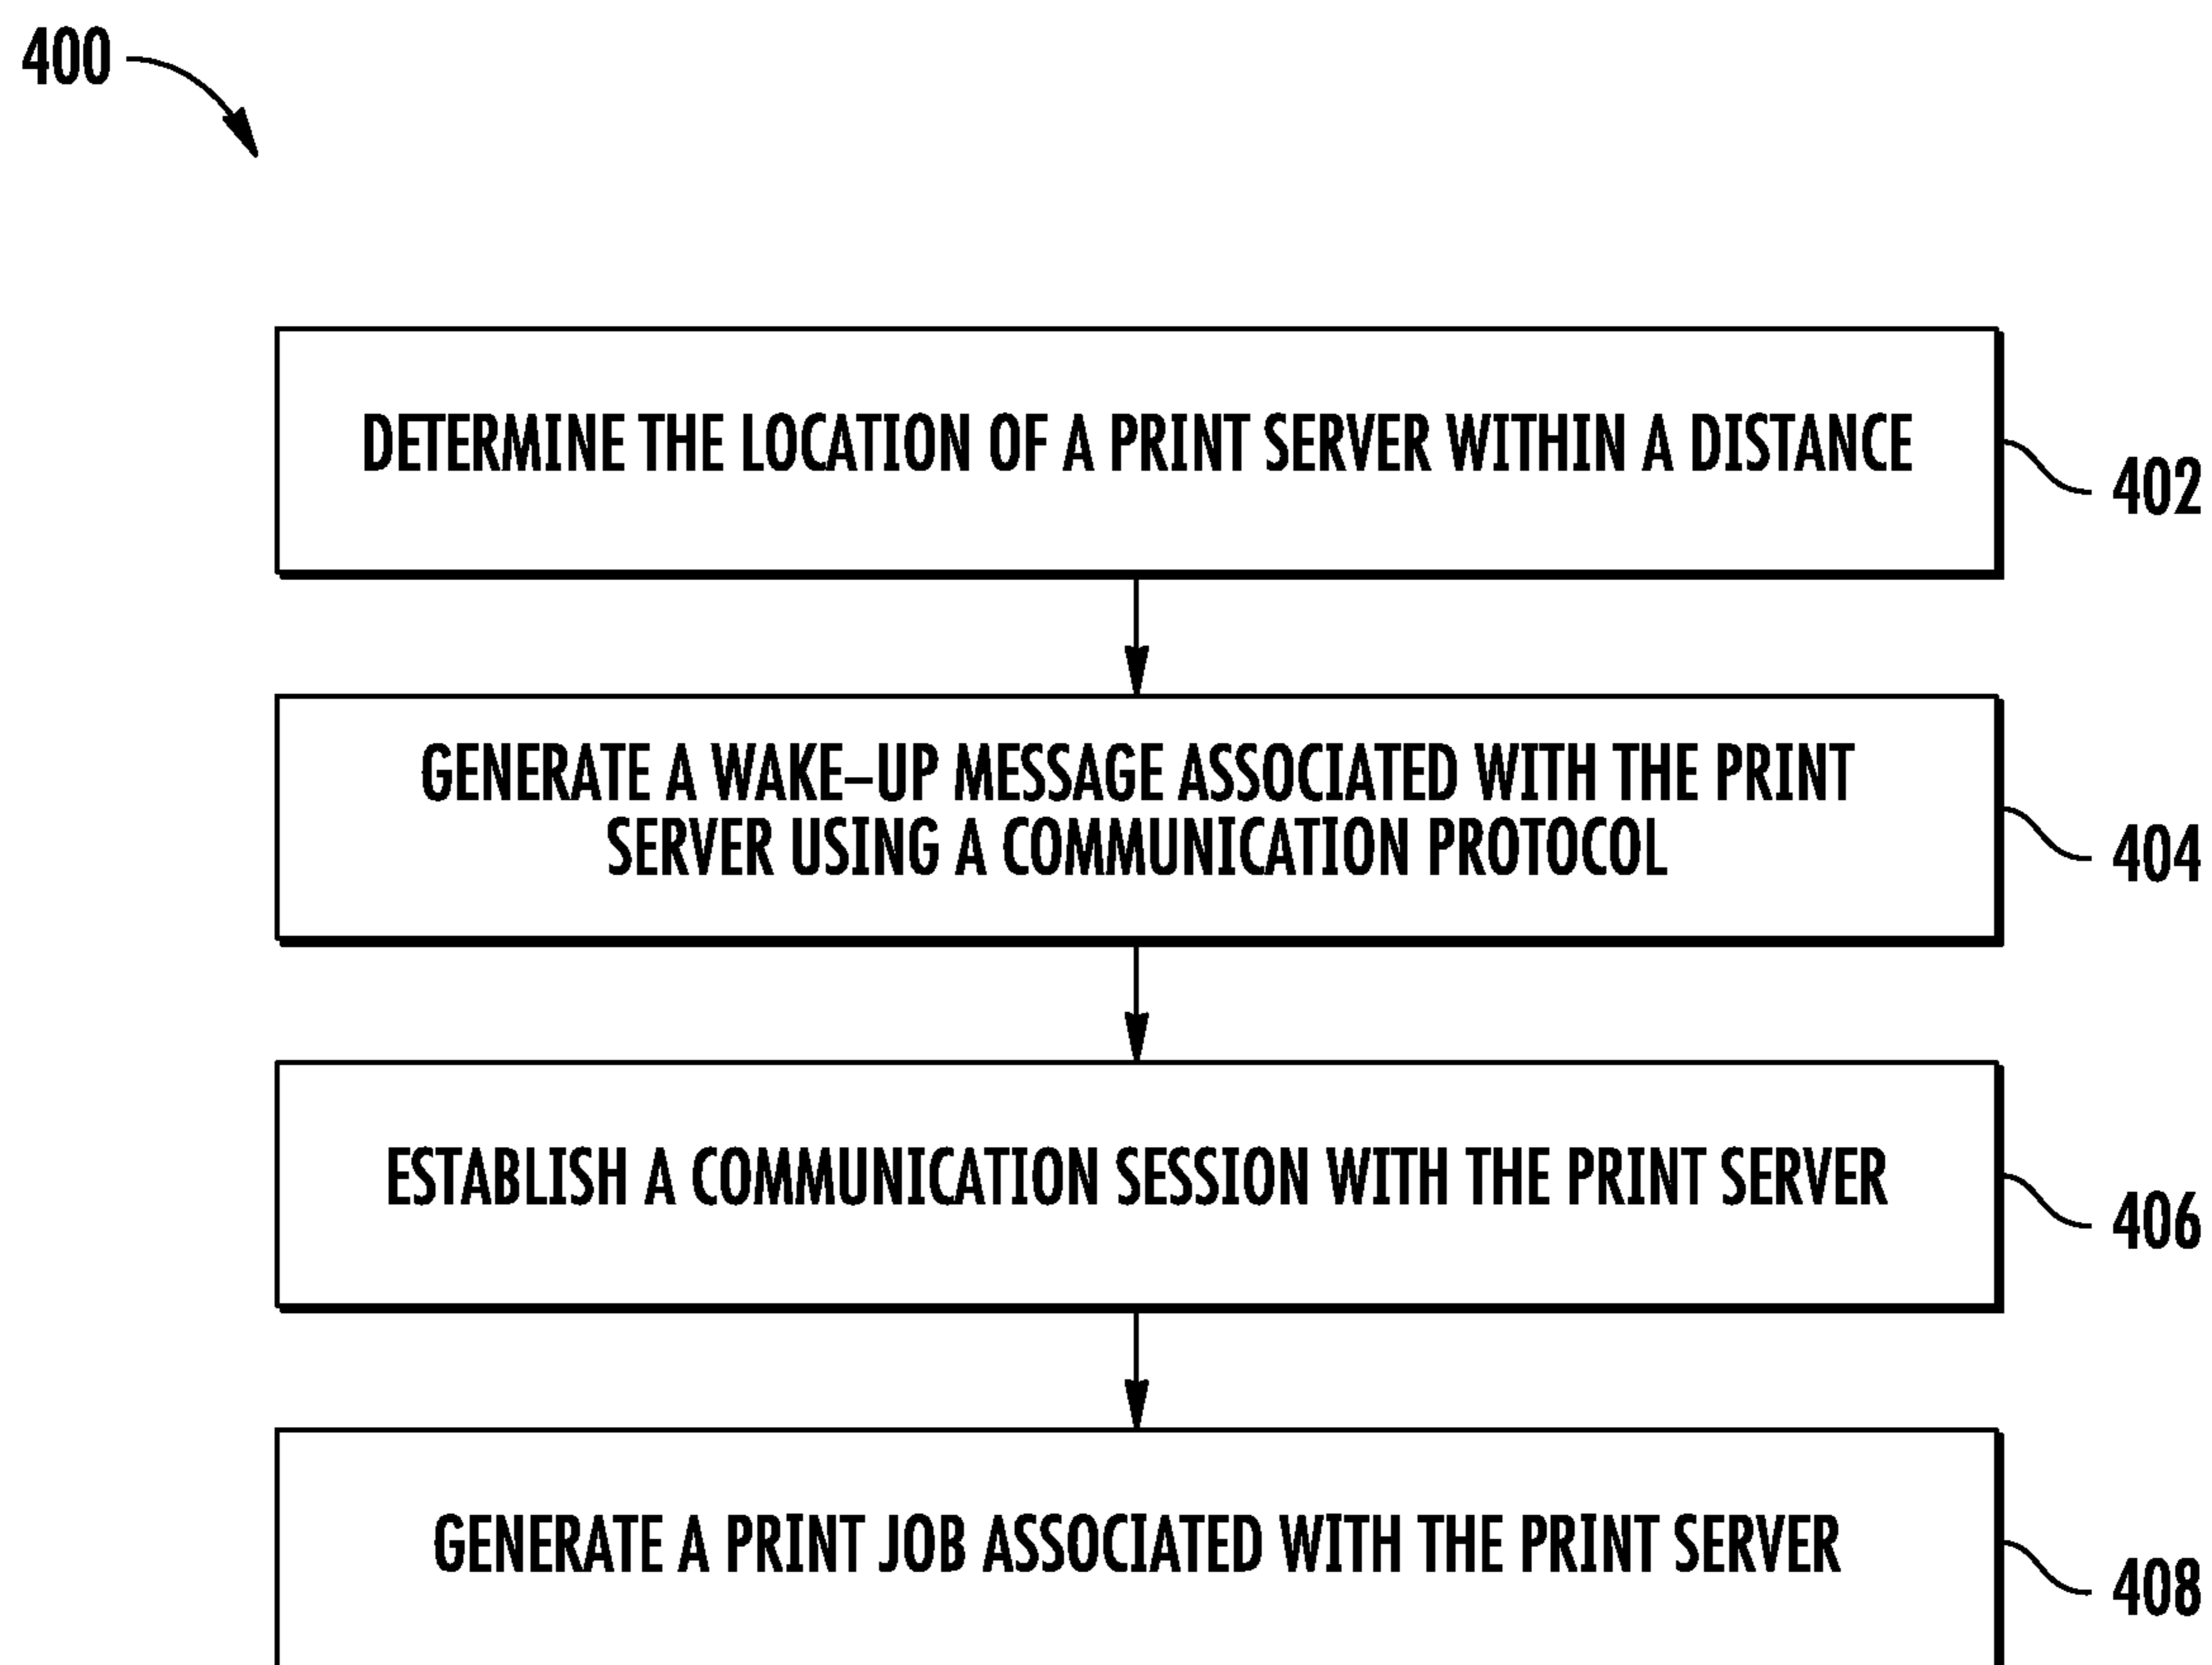 400
DETERMINE THE LOCATION OF A PRINT SERVER WITHIN A DISTANCE
402
GENERATE A WAKE–UP MESSAGE ASSOCIATED WITH THE PRINT
SERVER USING A COMMUNICATION PROTOCOL
404
ESTABLISH A COMMUNICATION SESSION WITH THE PRINT SERVER
406
GENERATE A PRINT JOB ASSOCIATED WITH THE PRINT SERVER
408